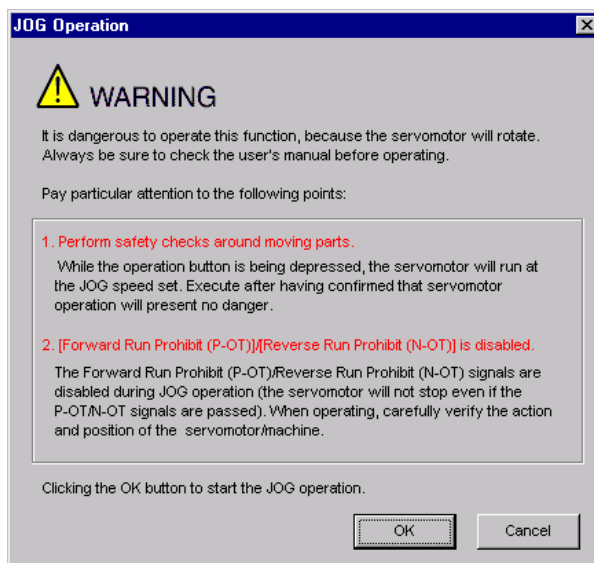 JOG Operation
WARNING
It is dangerous to operate this function, because the servomotor will rotate.
Always be sure to check the user's manual before operating.
Pay particular attention to the following points:
1. Perform safety checks around moving parts.
While the operation button is being depressed, the servomotor will run at
the JOG speed set. Execute after having confirmed that servomotor
operation will present no danger.
2. [Forward Run Prohibit (P-OT)]/[Reverse Run Prohibit (N-OT)] is disabled.
The Forward Run Prohibit (P-OT)/Reverse Run Prohibit (N-OT) signals are
disabled during JOG operation (the servomotor will not stop even if the
P-OT/N-OT signals are passed). When operating, carefully verify the action
and position of the  servomotor/machine.
Clicking the OK button to start the JOG operation.
OK
Cancel